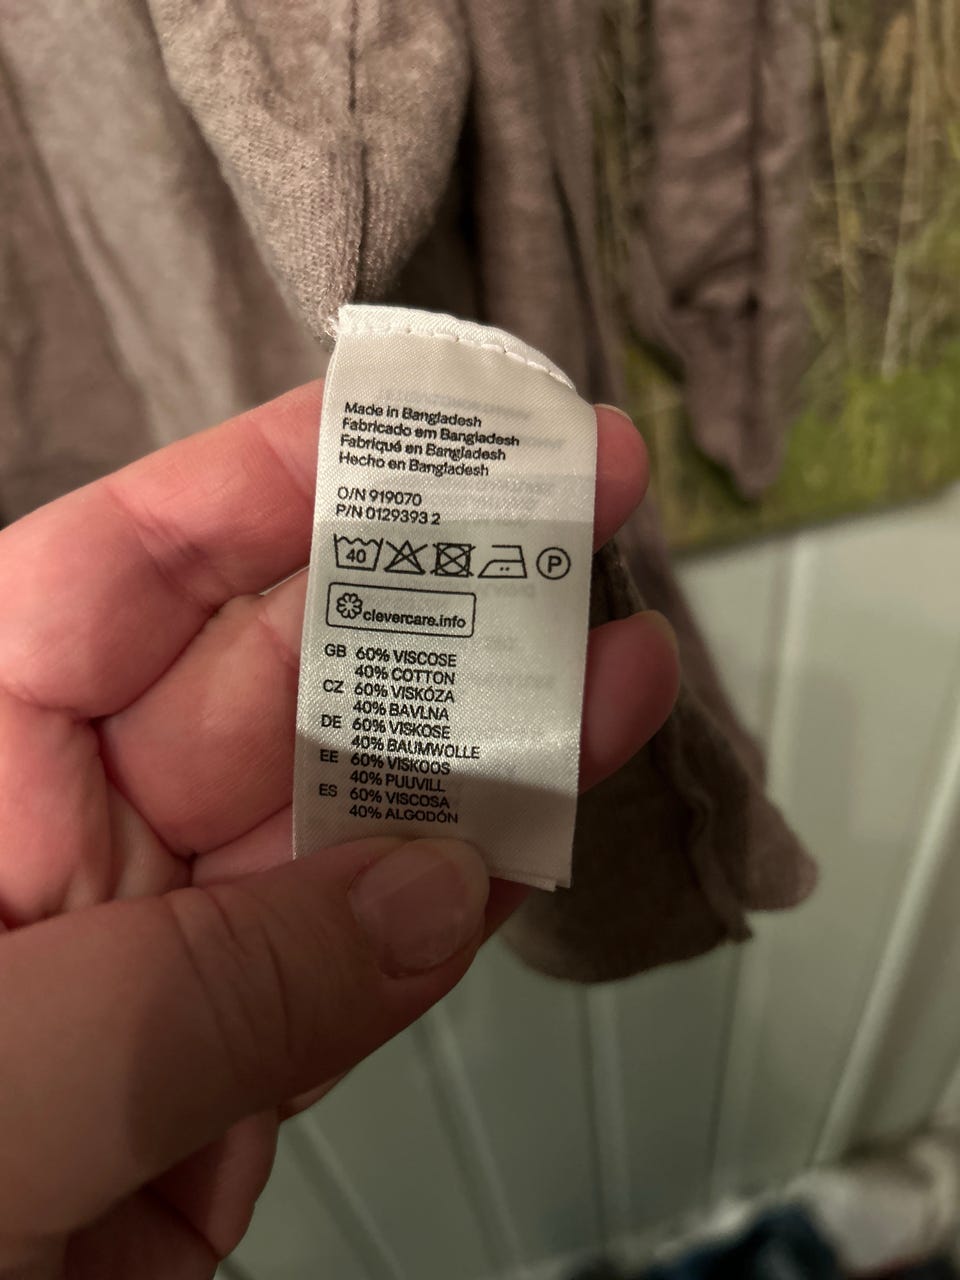 Made in Bangladesh
Fabricado em Bangladesh
Fabriqué en Bangladesh
Hecho en Bangladesh
O/N 919070
P/N 0129393 2
40 P
clevercare.info
GB 60% VISCOSE
40% COTTON
CZ 60% VISKÓZA
40% BAVLNA
DE 60% VISKOSE
40% BAUMWOLLE
EE 60% VISKOOS
40% PUUVILL
ES 60% VISCOSA
40% ALGODÓN